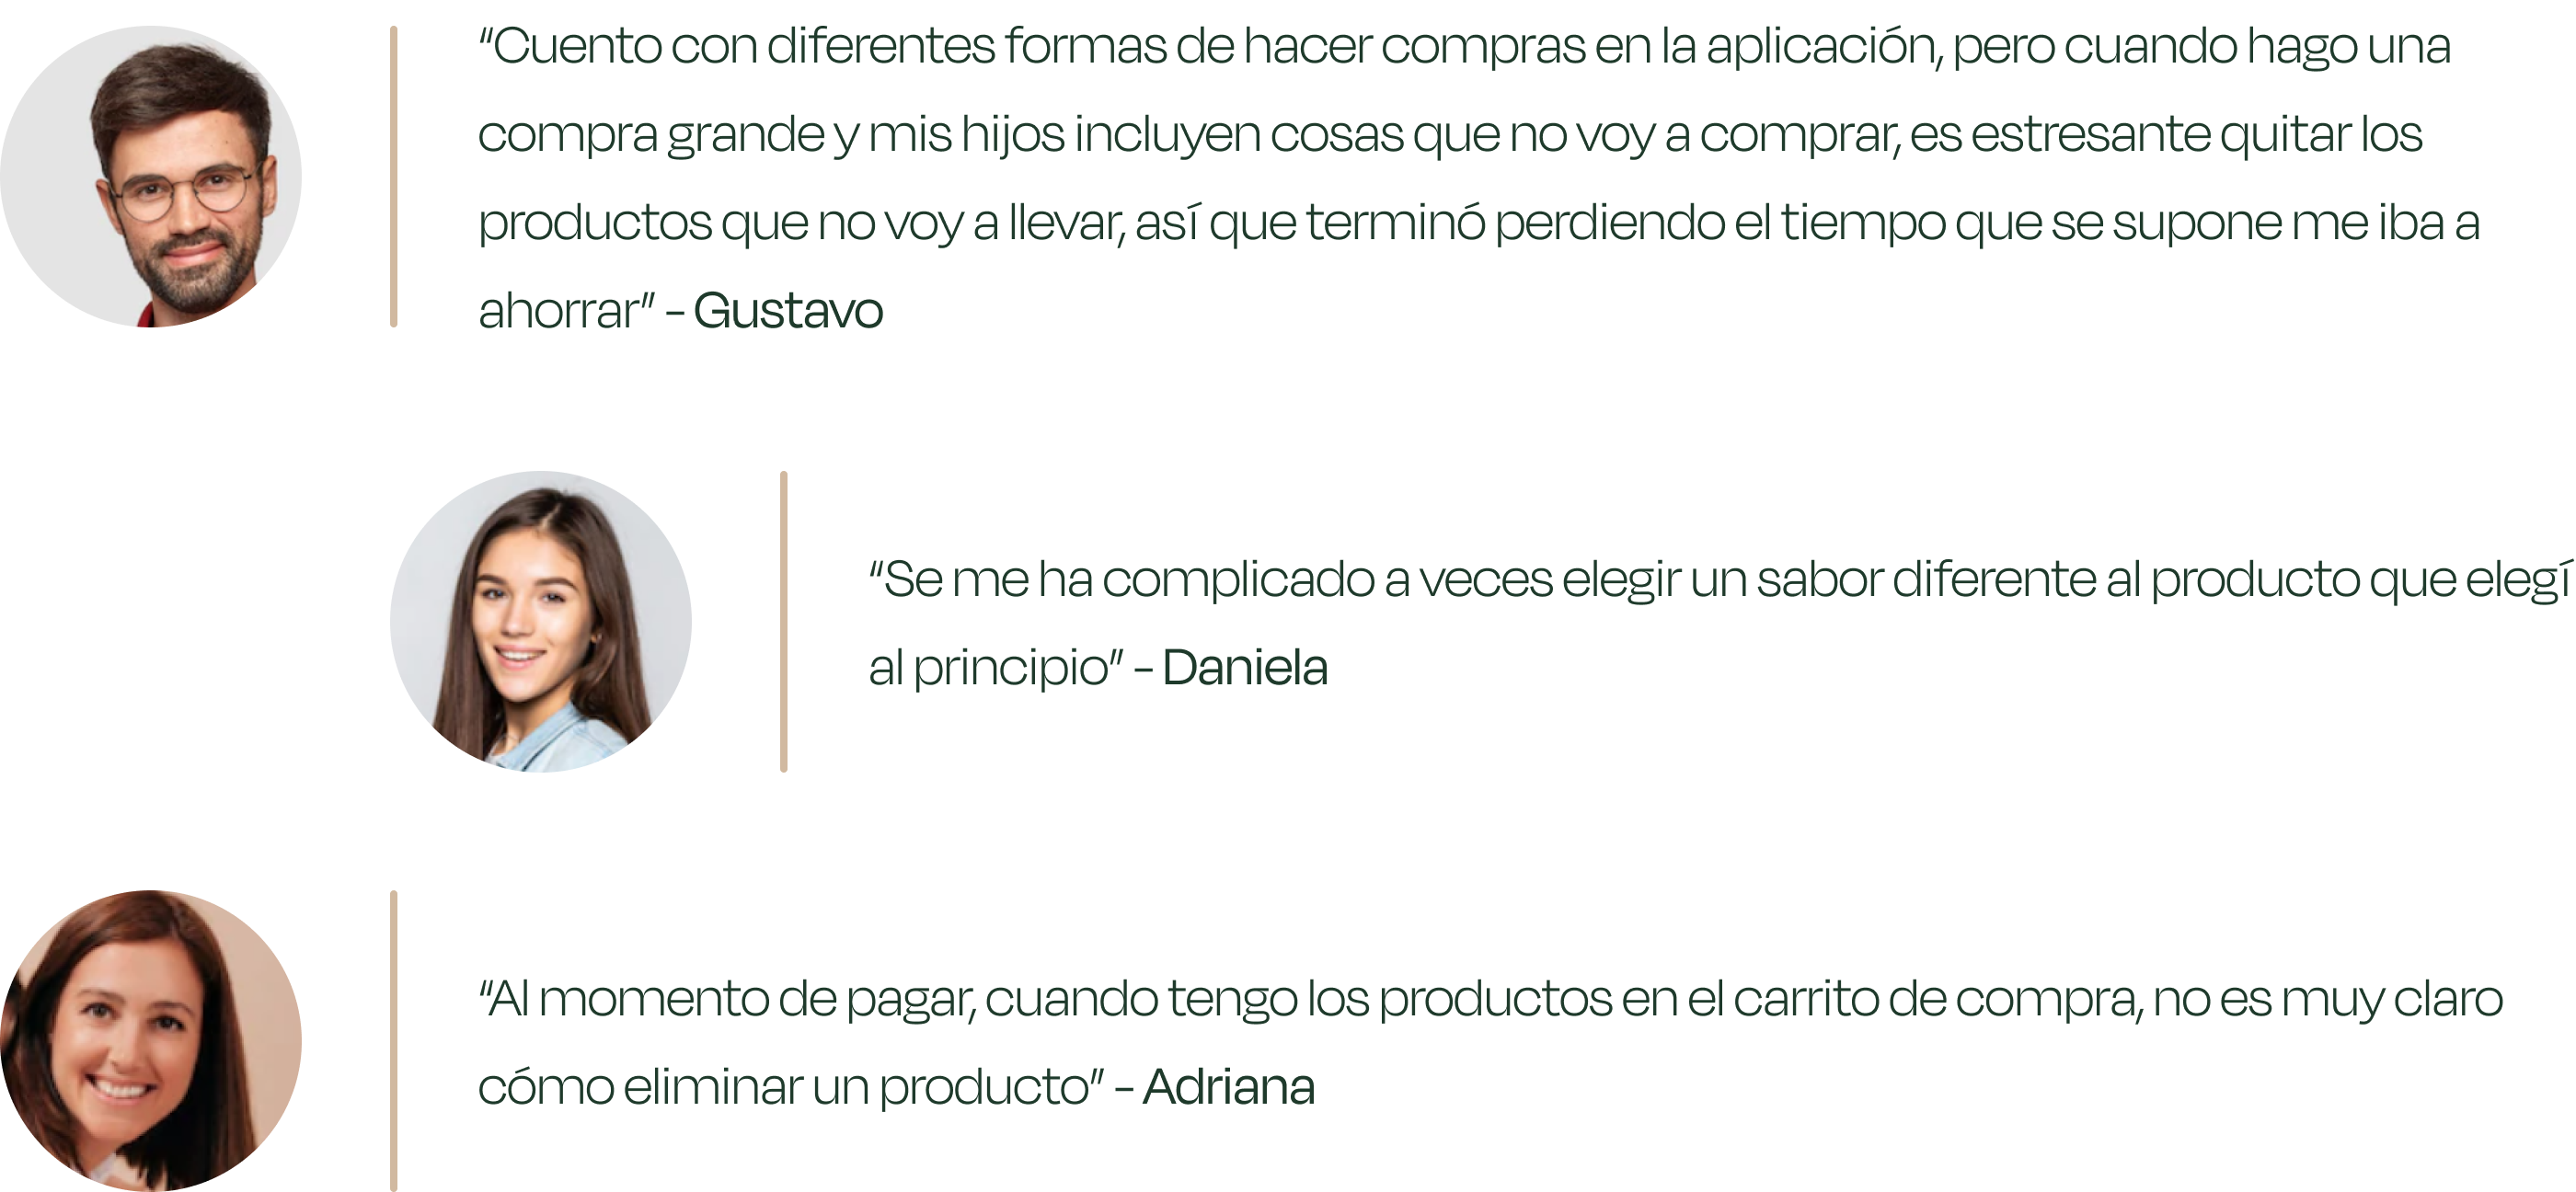 “Cuento con diferentes formas de hacer compras en la aplicación, pero cuando hago una
compra grande y mis hijos incluyen cosas que no voy a comprar, es estresante quitar los
productos que no voy a llevar, así que terminó perdiendo el tiempo que se supone me iba a
ahorrar” - Gustavo
“Se me ha complicado a veces elegir un sabor diferente al producto que elegí
al principio” - Daniela
“Al momento de pagar, cuando tengo los productos en el carrito de compra, no es muy claro
cómo eliminar un producto” - Adriana